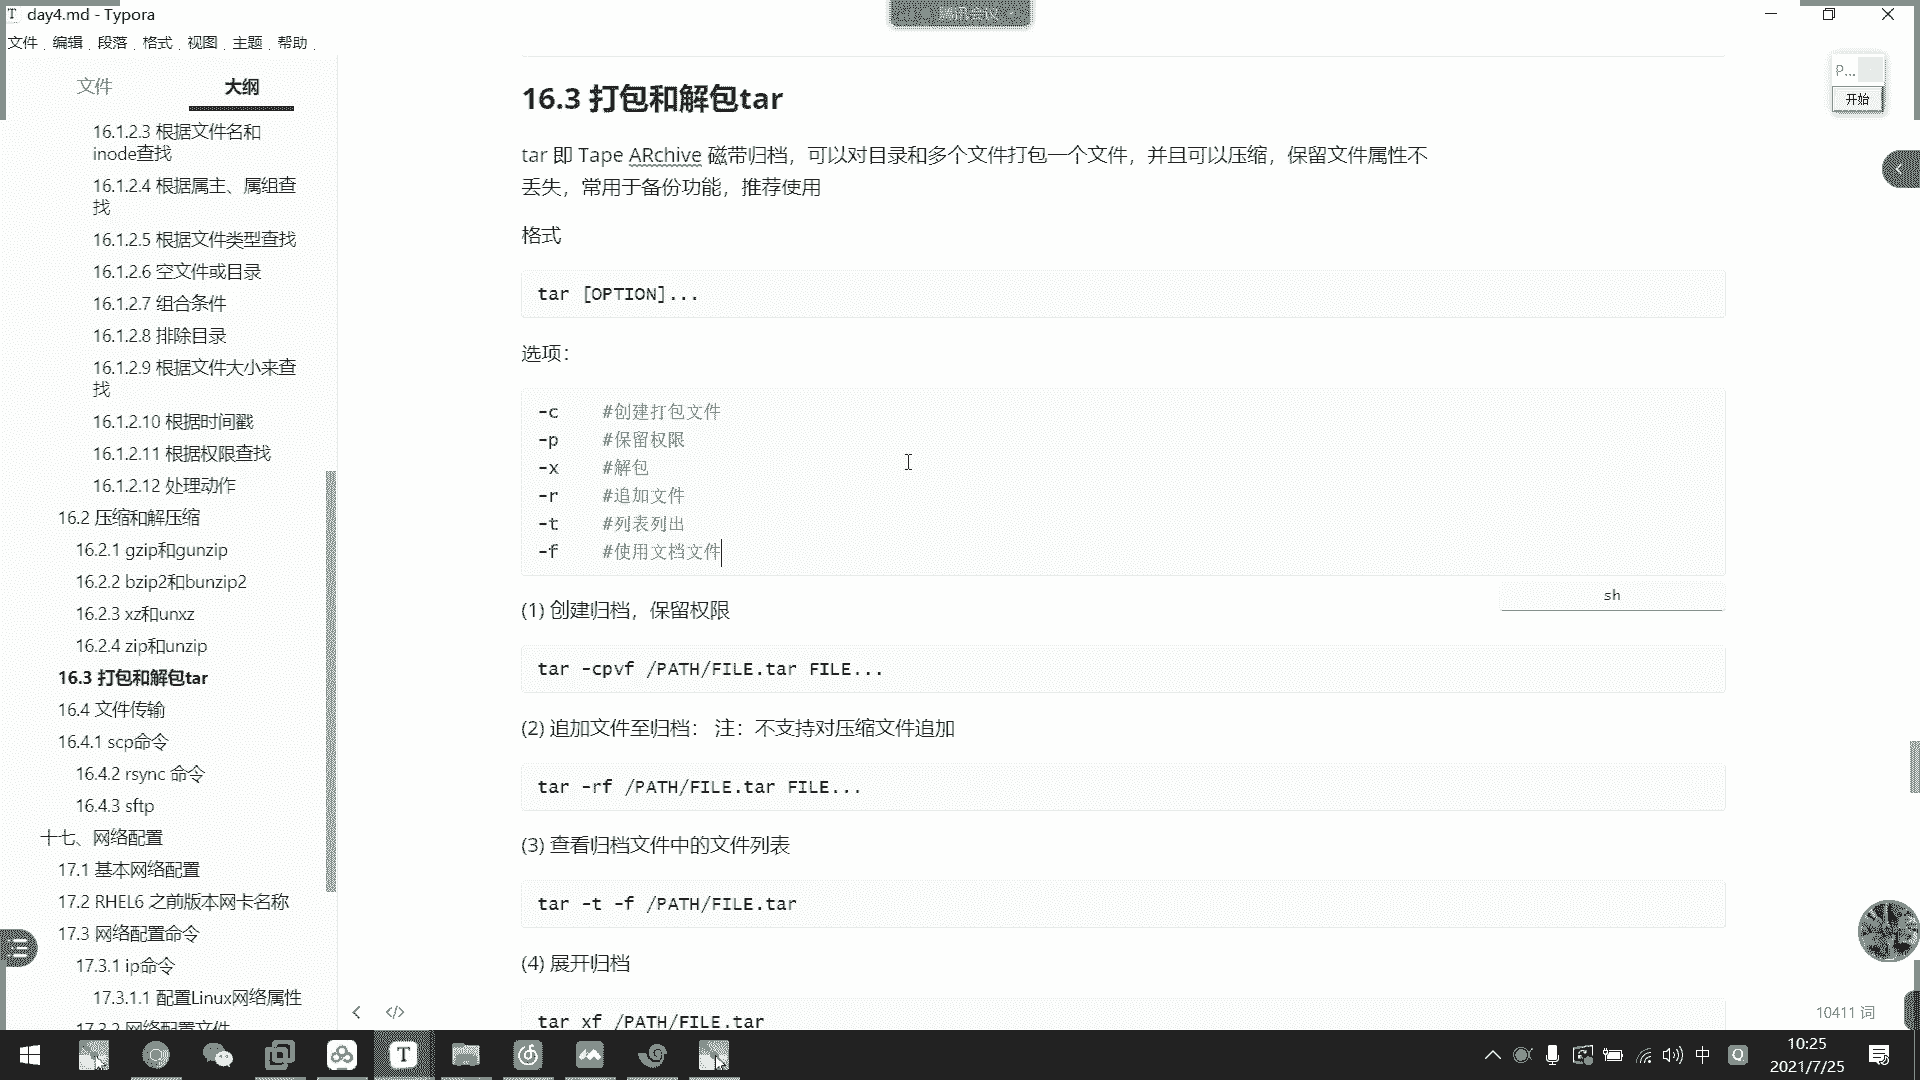 day4.md - Typora
腾讯会议
文件 编辑 段落 格式 视图 主题 帮助
文件 大纲
16.1.2.3 根据文件名和
inode查找
16.1.2.4 根据属主、属组查
找
16.1.2.5 根据文件类型查找
16.1.2.6 空文件或目录
16.1.2.7 组合条件
16.1.2.8 排除目录
16.1.2.9 根据文件大小来查
找
16.1.2.10 根据时间戳
16.1.2.11 根据权限查找
16.1.2.12 处理动作
16.2 压缩和解压缩
16.2.1 gzip和gunzip
16.2.2 bzip2和bunzip2
16.2.3 xz和unxz
16.2.4 zip和unzip
16.3 打包和解包tar
16.4 文件传输
16.4.1 scp命令
16.4.2 rsync 命令
16.4.3 sftp
十七、网络配置
17.1 基本网络配置
17.2 RHEL6 之前版本网卡名称
17.3 网络配置命令
17.3.1 ip命令
17.3.1.1 配置Linux网络属性
17.3.2 网络配置文件
16.3 打包和解包tar
tar 即 Tape ARchive 磁带归档，可以对目录和多个文件打包一个文件，并且可以压缩，保留文件属性不
丢失，常用于备份功能，推荐使用
格式
tar [OPTION]...
选项：
-c #创建打包文件
-p #保留权限
-x #解包
-r #追加文件
-t #列表列出
-f #使用文档文件
sh
(1) 创建归档，保留权限
tar -cpvf /PATH/FILE.tar FILE...
(2) 追加文件至归档： 注：不支持对压缩文件追加
tar -rf /PATH/FILE.tar FILE...
(3) 查看归档文件中的文件列表
tar -t -f /PATH/FILE.tar
(4) 展开归档
tar xf /PATH/FILE.tar
P...
开始
10411 词
中
10:25
2021/7/25